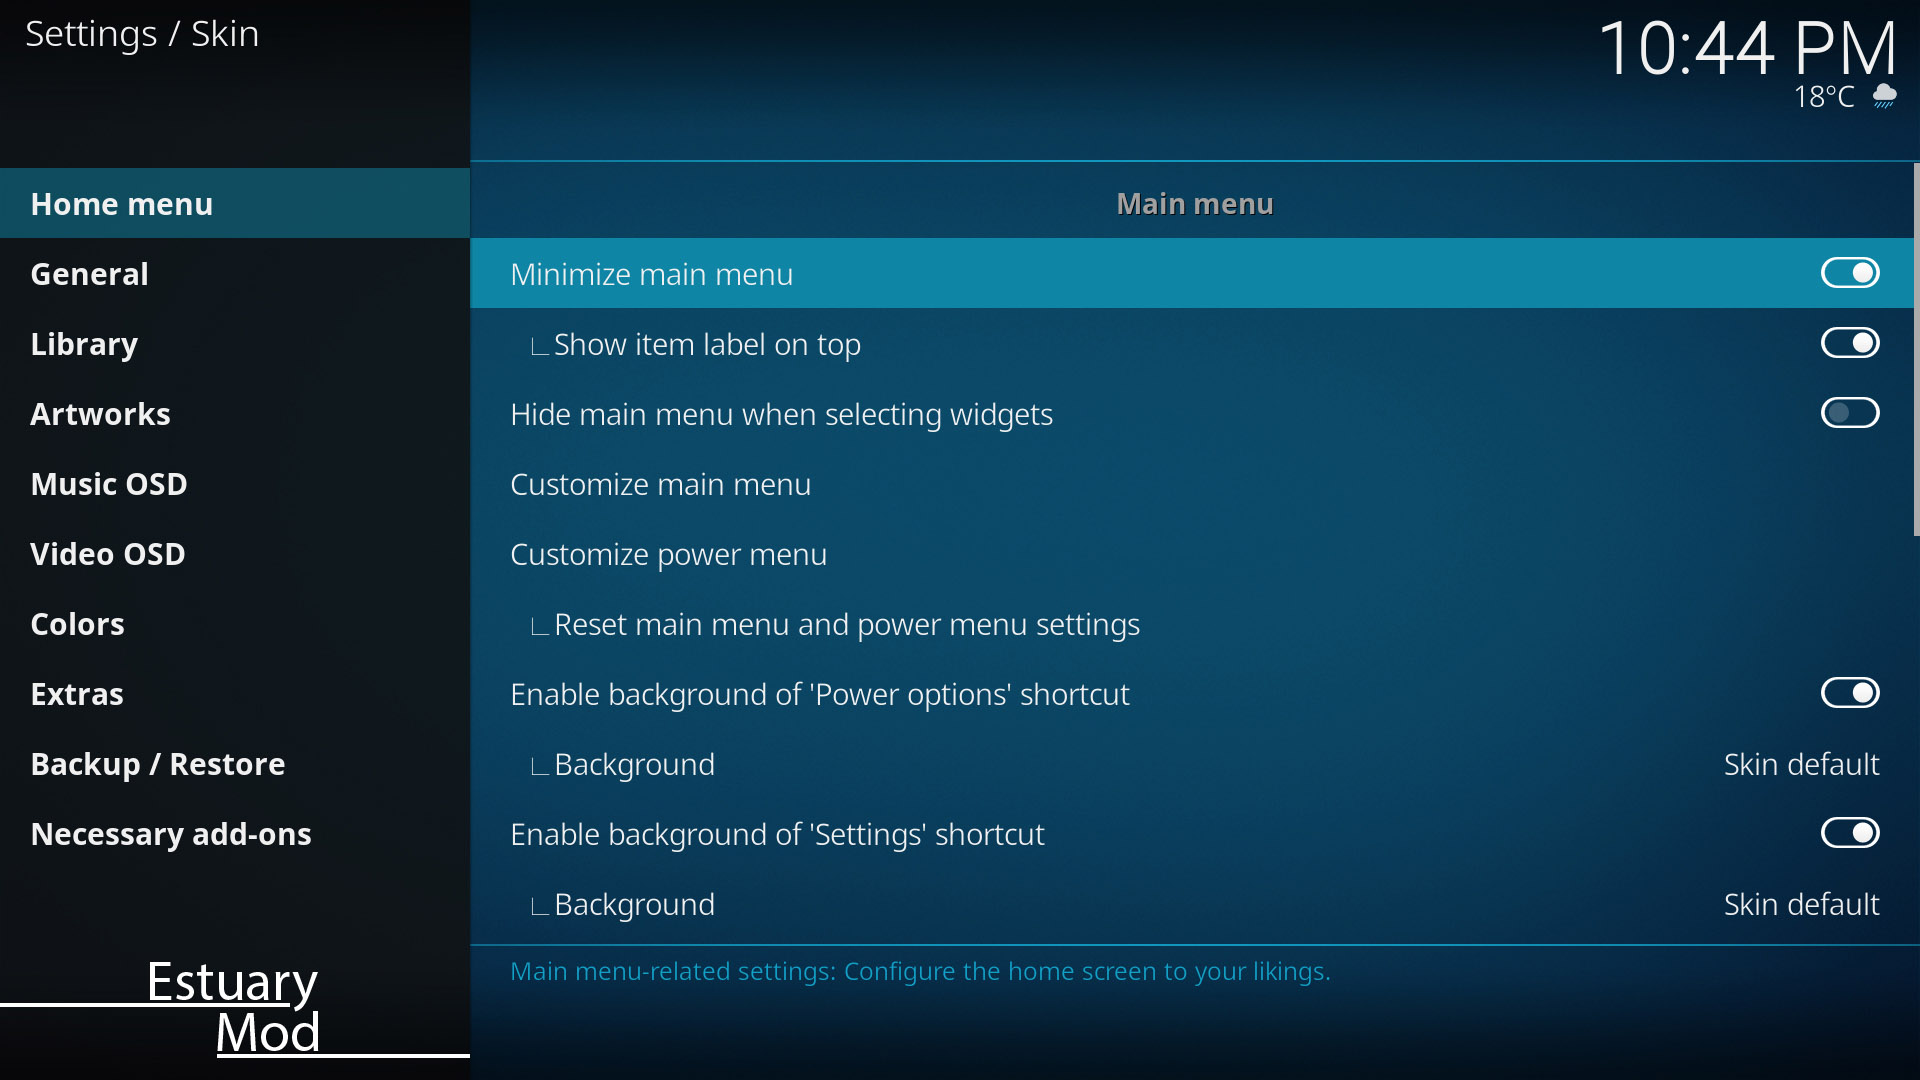 Settings / Skin
10:44 PM
18°C
Home menu
General
Library
Artworks
Music OSD
Video OSD
Colors
Extras
Backup / Restore
Necessary add-ons
Estuary
Mod
Main menu
Minimize main menu
Show item label on top
Hide main menu when selecting widgets
Customize main menu
Customize power menu
Reset main menu and power menu settings
Enable background of 'Power options' shortcut
Background Skin default
Enable background of 'Settings' shortcut
Background Skin default
Main menu-related settings: Configure the home screen to your likings.